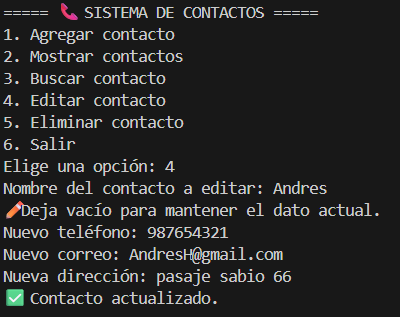 ===== 📞 SISTEMA DE CONTACTOS =====
1. Agregar contacto
2. Mostrar contactos
3. Buscar contacto
4. Editar contacto
5. Eliminar contacto
6. Salir
Elige una opción: 4
Nombre del contacto a editar: Andres
✏️Deja vacío para mantener el dato actual.
Nuevo teléfono: 987654321
Nuevo correo: AndresH@gmail.com
Nueva dirección: pasaje sabio 66
✅ Contacto actualizado.